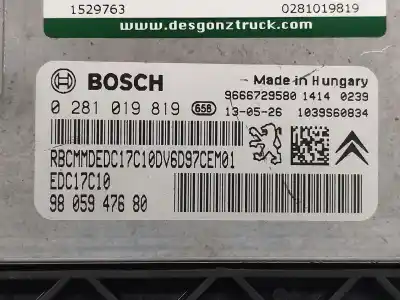 1529763 0281019819
www.desgonztruck.com
BOSCH Made in Hungary
0 281 019 819 658 9666729580 1414 0239
13-05-26 1039S60834
RBCMMDEDC17C10DV6D97CEM01
EDC17C10
98 059 476 80